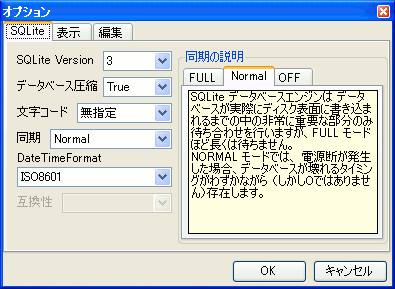 オプション
SQLite 表示 編集
SQLite Version 3
データベース圧縮 True
文字コード 無指定
同期 Normal
DateTimeFormat
ISO8601
互換性
同期の説明
FULL Normal OFF
SQLite データベースエンジンは データ
ベースが実際にディスク表面に書き込ま
れるまでの中の非常に重要な部分のみ
待ち合わせを行いますが、FULL モード
ほど長くは待ちません。
NORMAL モードでは、電源断が発生
した場合、データベースが壊れるタイミン
グがわずかながら (しかし0ではありませ
ん)存在します。
OK キャンセル